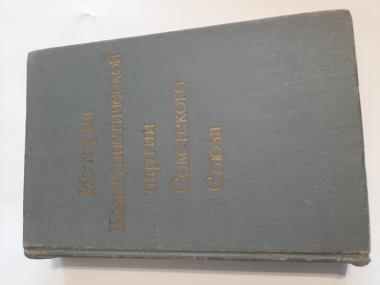 История
Коммунистической
партии
Советского
Союза